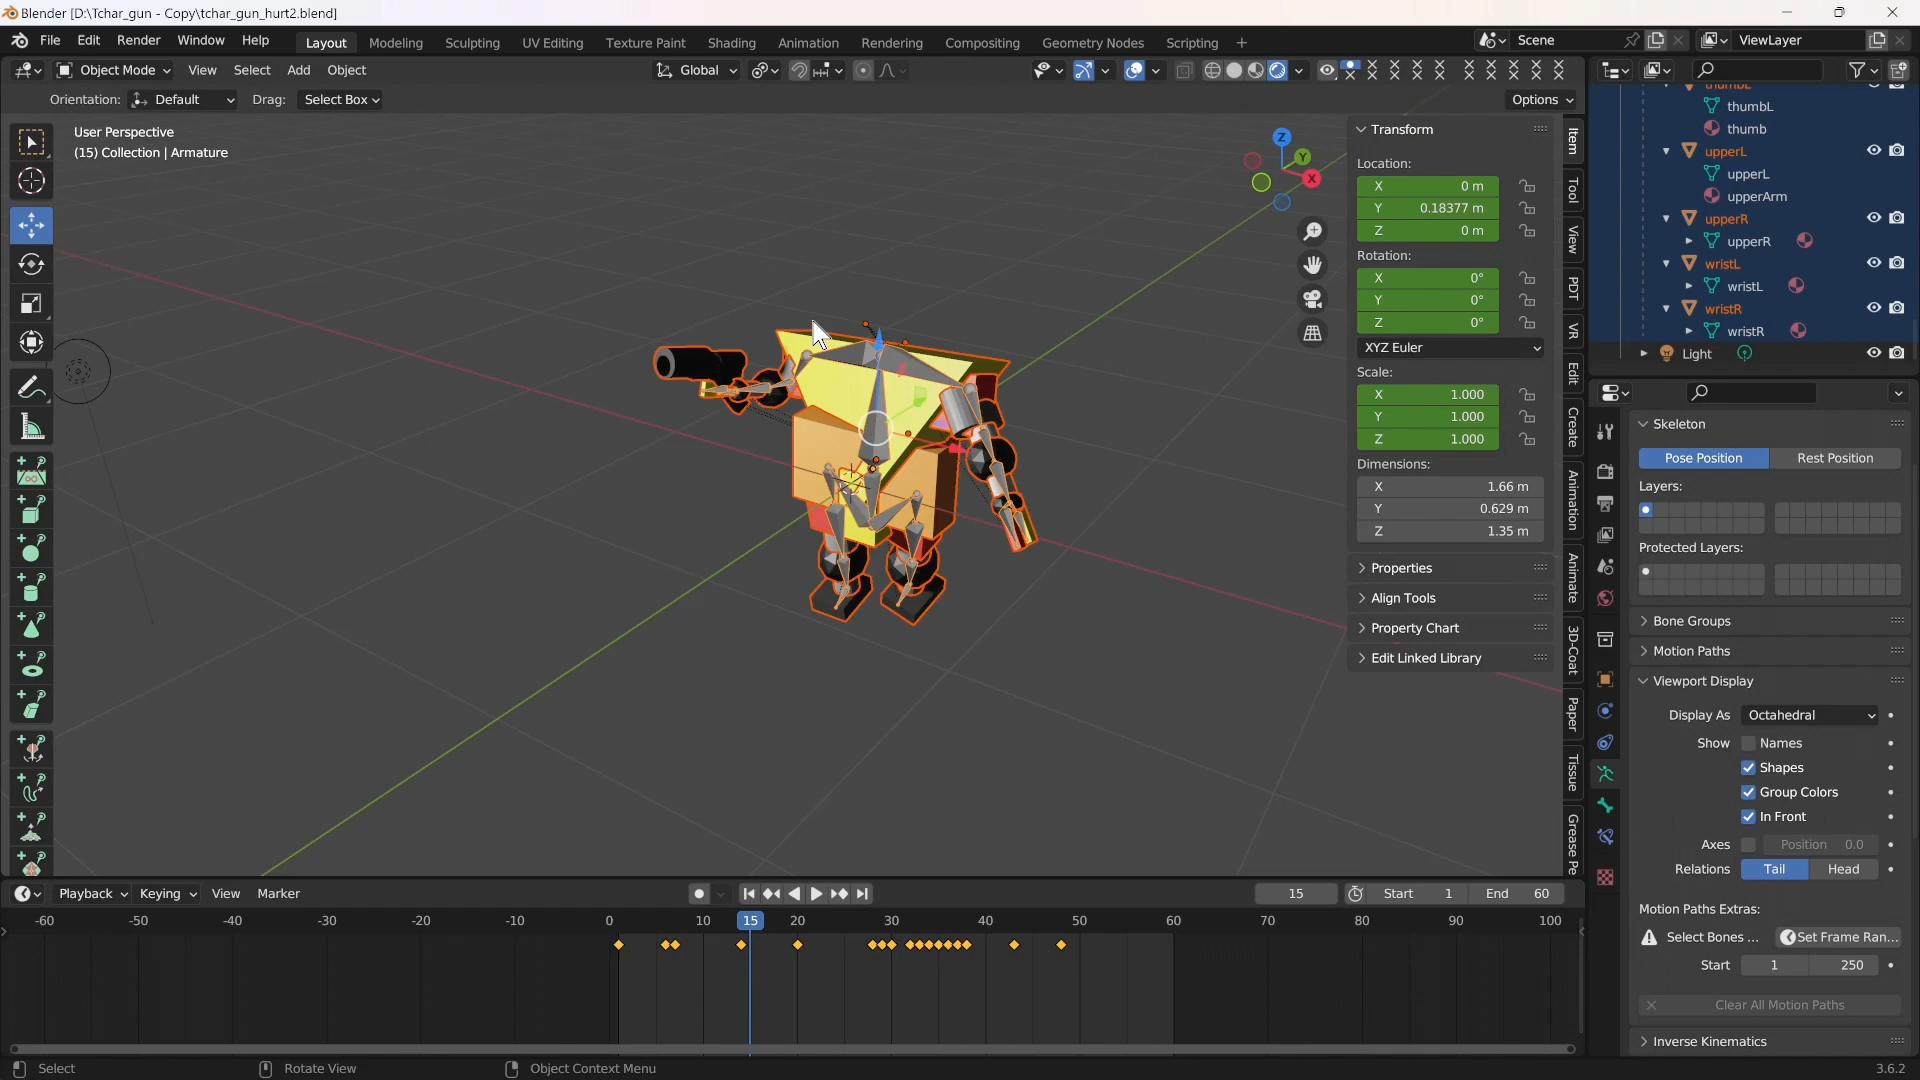 Blender [D:\Tchar_gun - Copy\tchar_gun_hurt2.blend]
File Edit Render Window Help Layout Modeling Sculpting UV Editing Texture Paint Shading Animation Rendering Compositing Geometry Nodes Scripting + Scene ViewLayer
Object Mode View Select Add Object Global
Orientation: Default Drag: Select Box Options
User Perspective
(15) Collection | Armature
Z
Y
X
Transform
Location:
X 0 m
Y 0.18377 m
Z 0 m
Rotation:
X 0°
Y 0°
Z 0°
XYZ Euler
Scale:
X 1.000
Y 1.000
Z 1.000
Dimensions:
X 1.66 m
Y 0.629 m
Z 1.35 m
Properties
Align Tools
Property Chart
Edit Linked Library
Item
Tool
View
PDT
VR
Edit
Create
Animation
Animate
3D-Coat
Paper
Tissue
Grease Pe
thumbL
thumbL
thumb
upperL
upperL
upperArm
upperR
upperR
wristL
wristL
wristR
wristR
Light
Skeleton
Pose Position Rest Position
Layers:
Protected Layers:
Bone Groups
Motion Paths
Viewport Display
Display As Octahedral
Show Names
Shapes
Group Colors
In Front
Axes Position 0.0
Relations Tail Head
Motion Paths Extras:
Select Bones ... Set Frame Ran...
Start 1 250
Clear All Motion Paths
Inverse Kinematics
Playback Keying View Marker 15 Start 1 End 60
-60 -50 -40 -30 -20 -10 0 10 15 20 30 40 50 60 70 80 90 100
Select Rotate View Object Context Menu 3.6.2